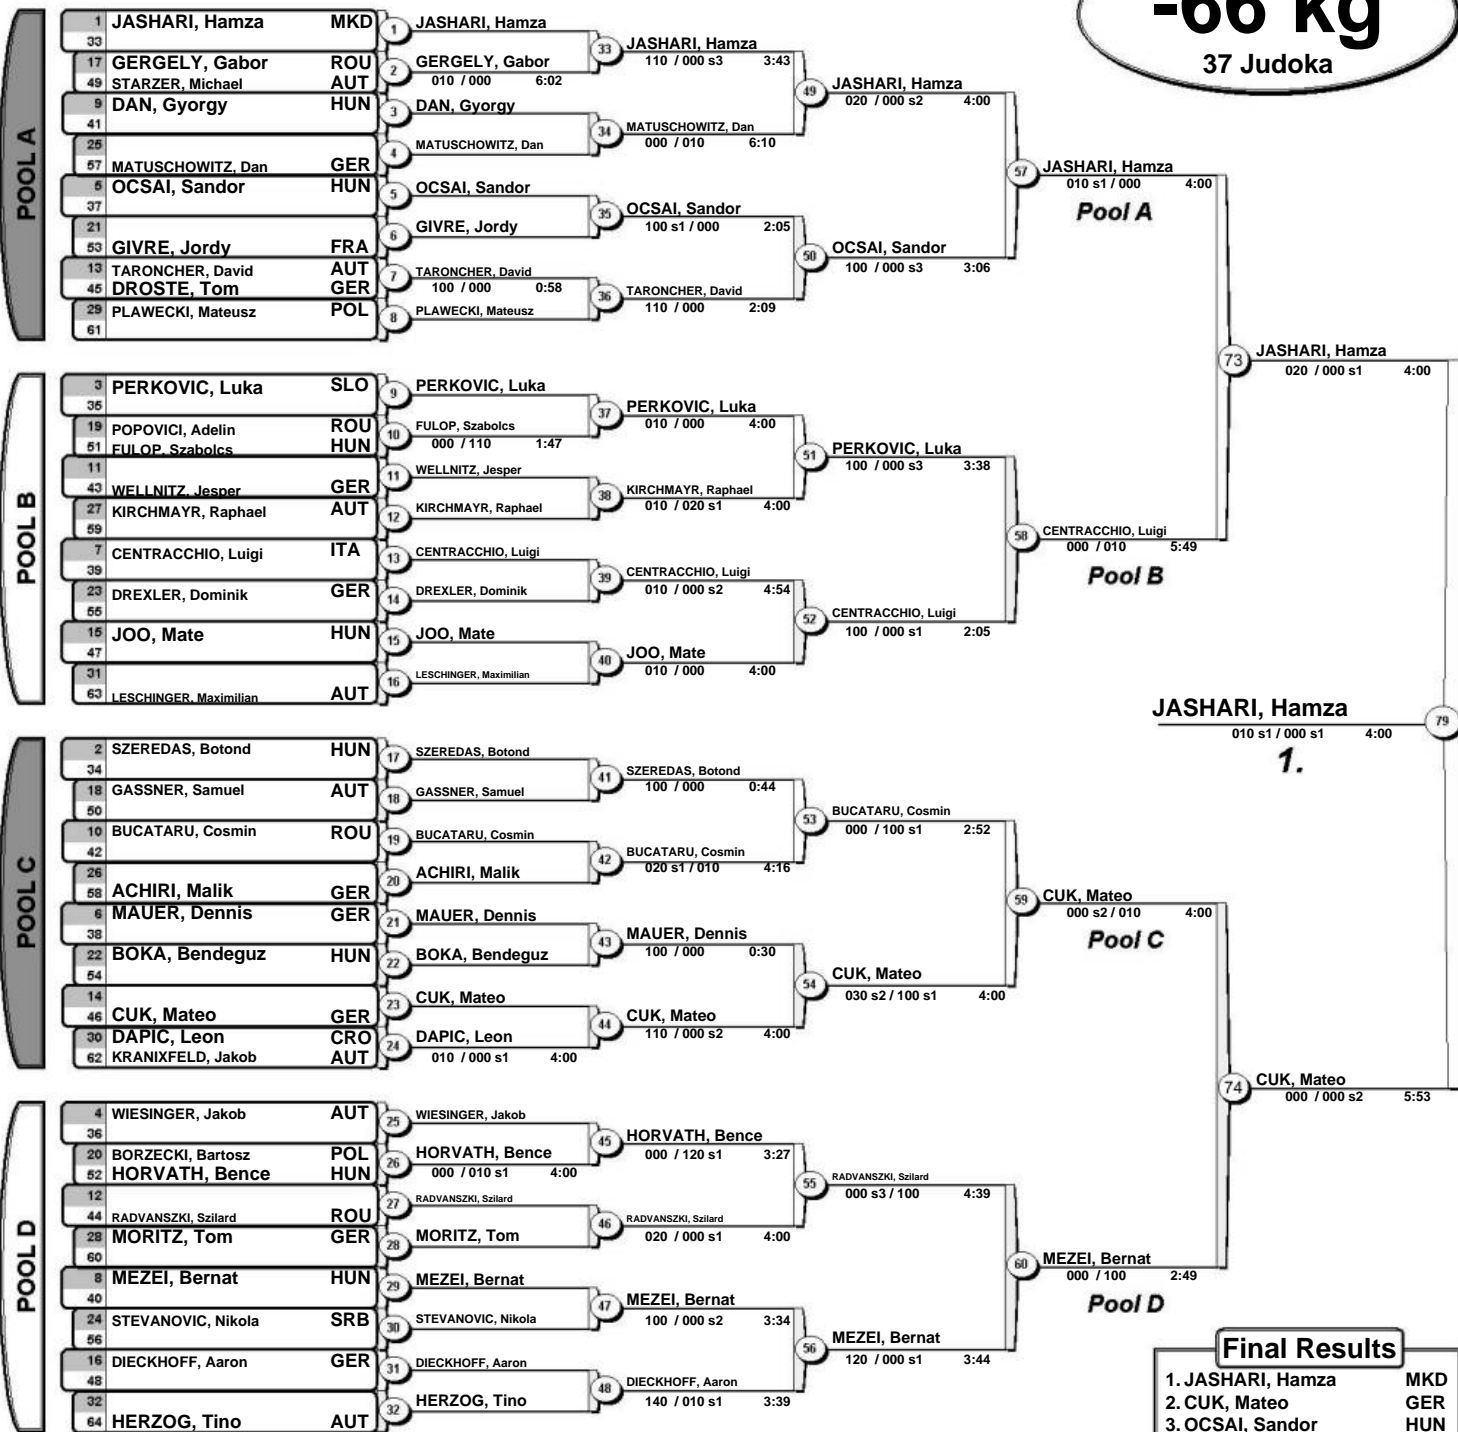 -66 kg
37 Judoka
POOL A
1 JASHARI, Hamza MKD
33
17 GERGELY, Gabor ROU
49 STARZER, Michael AUT
9 DAN, Gyorgy HUN
41
25
57 MATUSCHOWITZ, Dan GER
5 OCSAI, Sandor HUN
37
21
53 GIVRE, Jordy FRA
13 TARONCHER, David AUT
45 DROSTE, Tom GER
29 PLAWECKI, Mateusz POL
61
1 JASHARI, Hamza
2 GERGELY, Gabor
010 / 000 6:02
3 DAN, Gyorgy
4 MATUSCHOWITZ, Dan
5 OCSAI, Sandor
6 GIVRE, Jordy
7 TARONCHER, David
100 / 000 0:58
8 PLAWECKI, Mateusz
33 JASHARI, Hamza
110 / 000 s3 3:43
34 MATUSCHOWITZ, Dan
000 / 010 6:10
35 OCSAI, Sandor
100 s1 / 000 2:05
36 TARONCHER, David
110 / 000 2:09
49 JASHARI, Hamza
020 / 000 s2 4:00
50 OCSAI, Sandor
100 / 000 s3 3:06
57 JASHARI, Hamza
010 s1 / 000 4:00
Pool A
POOL B
3 PERKOVIC, Luka SLO
35
19 POPOVICI, Adelin ROU
51 FULOP, Szabolcs HUN
11
43 WELLNITZ, Jesper GER
27 KIRCHMAYR, Raphael AUT
59
7 CENTRACCHIO, Luigi ITA
39
23 DREXLER, Dominik GER
55
15 JOO, Mate HUN
47
31
63 LESCHINGER, Maximilian AUT
9 PERKOVIC, Luka
10 FULOP, Szabolcs
000 / 110 1:47
11 WELLNITZ, Jesper
12 KIRCHMAYR, Raphael
13 CENTRACCHIO, Luigi
14 DREXLER, Dominik
15 JOO, Mate
16 LESCHINGER, Maximilian
37 PERKOVIC, Luka
010 / 000 4:00
38 KIRCHMAYR, Raphael
010 / 020 s1 4:00
39 CENTRACCHIO, Luigi
010 / 000 s2 4:54
40 JOO, Mate
010 / 000 4:00
51 PERKOVIC, Luka
100 / 000 s3 3:38
52 CENTRACCHIO, Luigi
100 / 000 s1 2:05
58 CENTRACCHIO, Luigi
000 / 010 5:49
Pool B
73 JASHARI, Hamza
020 / 000 s1 4:00
JASHARI, Hamza 79
010 s1 / 000 s1 4:00
1.
POOL C
2 SZEREDAS, Botond HUN
34
18 GASSNER, Samuel AUT
50
10 BUCATARU, Cosmin ROU
42
26
58 ACHIRI, Malik GER
6 MAUER, Dennis GER
38
22 BOKA, Bendeguz HUN
54
14
46 CUK, Mateo GER
30 DAPIC, Leon CRO
62 KRANIXFELD, Jakob AUT
17 SZEREDAS, Botond
18 GASSNER, Samuel
19 BUCATARU, Cosmin
20 ACHIRI, Malik
21 MAUER, Dennis
22 BOKA, Bendeguz
23 CUK, Mateo
24 DAPIC, Leon
010 / 000 s1 4:00
41 SZEREDAS, Botond
100 / 000 0:44
42 BUCATARU, Cosmin
020 s1 / 010 4:16
43 MAUER, Dennis
100 / 000 0:30
44 CUK, Mateo
110 / 000 s2 4:00
53 BUCATARU, Cosmin
000 / 100 s1 2:52
54 CUK, Mateo
030 s2 / 100 s1 4:00
59 CUK, Mateo
000 s2 / 010 4:00
Pool C
POOL D
4 WIESINGER, Jakob AUT
36
20 BORZECKI, Bartosz POL
52 HORVATH, Bence HUN
12
44 RADVANSZKI, Szilard ROU
28 MORITZ, Tom GER
60
8 MEZEI, Bernat HUN
40
24 STEVANOVIC, Nikola SRB
56
16 DIECKHOFF, Aaron GER
48
32
64 HERZOG, Tino AUT
25 WIESINGER, Jakob
26 HORVATH, Bence
000 / 010 s1 4:00
27 RADVANSZKI, Szilard
28 MORITZ, Tom
29 MEZEI, Bernat
30 STEVANOVIC, Nikola
31 DIECKHOFF, Aaron
32 HERZOG, Tino
45 HORVATH, Bence
000 / 120 s1 3:27
46 RADVANSZKI, Szilard
020 / 000 s1 4:00
47 MEZEI, Bernat
100 / 000 s2 3:34
48 DIECKHOFF, Aaron
140 / 010 s1 3:39
55 RADVANSZKI, Szilard
000 s3 / 100 4:39
56 MEZEI, Bernat
120 / 000 s1 3:44
60 MEZEI, Bernat
000 / 100 2:49
Pool D
74 CUK, Mateo
000 / 000 s2 5:53
Final Results
1. JASHARI, Hamza MKD
2. CUK, Mateo GER
3. OCSAI, Sandor HUN